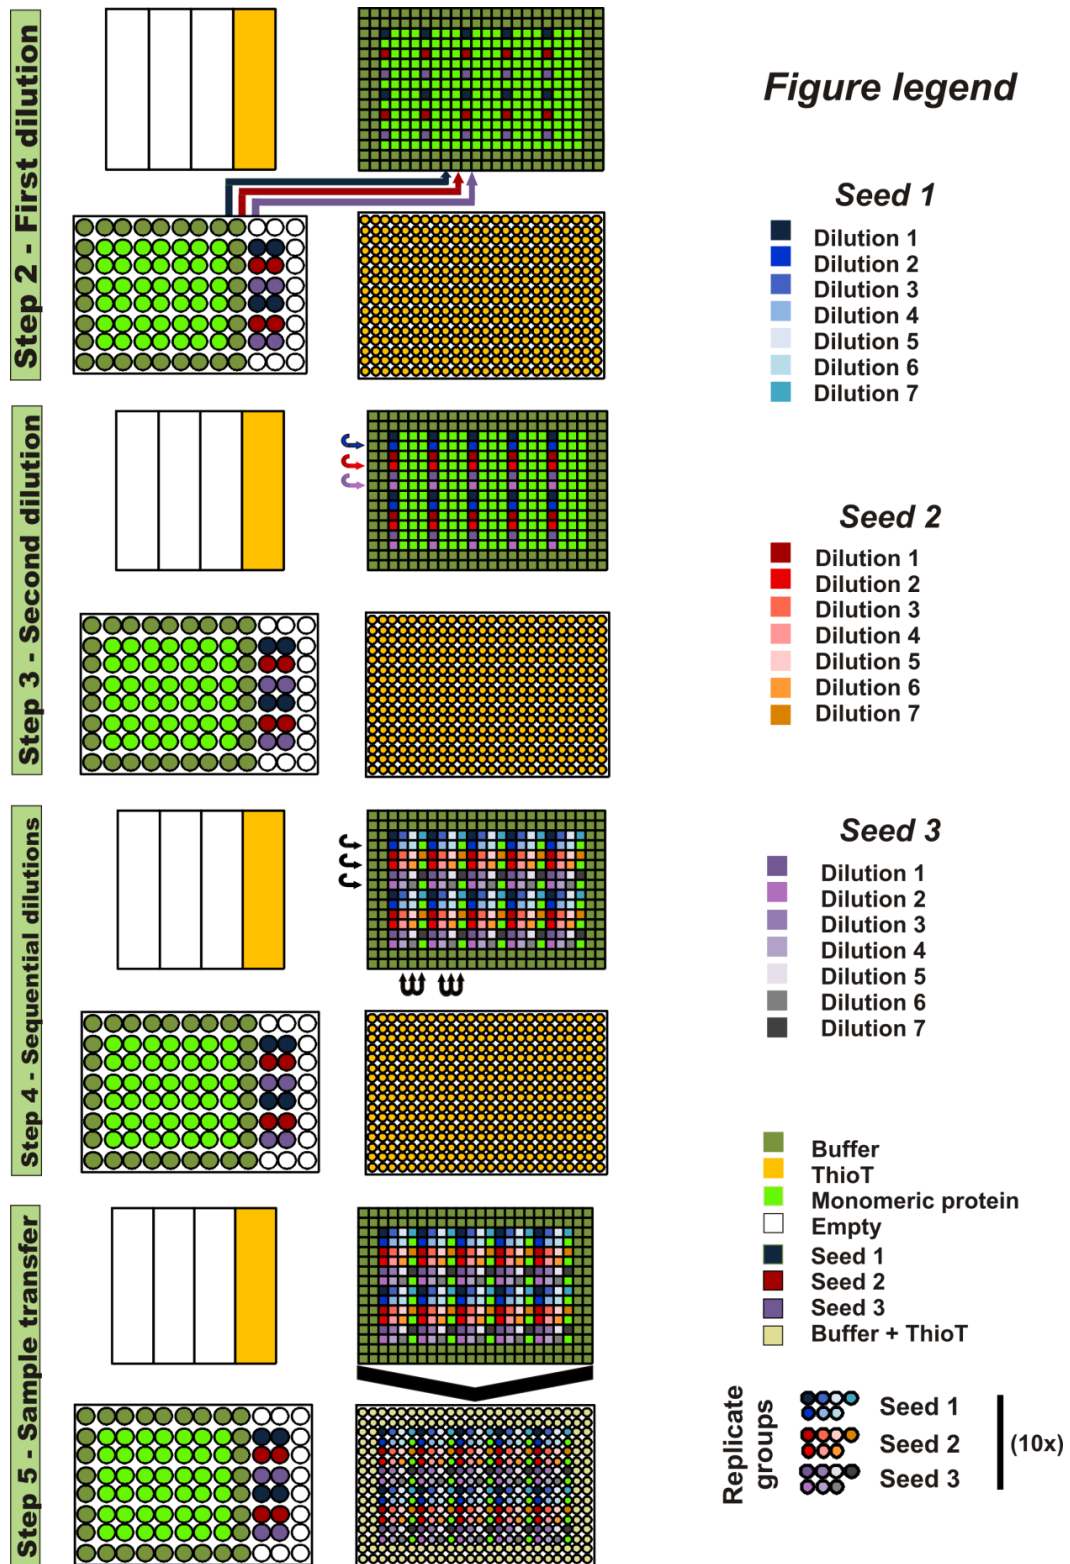 Step 2 - First dilution
Step 3 - Second dilution
Step 4 - Sequential dilutions
Step 5 - Sample transfer
Figure legend
Seed 1
Dilution 1
Dilution 2
Dilution 3
Dilution 4
Dilution 5
Dilution 6
Dilution 7
Seed 2
Dilution 1
Dilution 2
Dilution 3
Dilution 4
Dilution 5
Dilution 6
Dilution 7
Seed 3
Dilution 1
Dilution 2
Dilution 3
Dilution 4
Dilution 5
Dilution 6
Dilution 7
Buffer
ThioT
Monomeric protein
Empty
Seed 1
Seed 2
Seed 3
Buffer + ThioT
Replicate
groups
Seed 1
Seed 2
Seed 3
(10x)